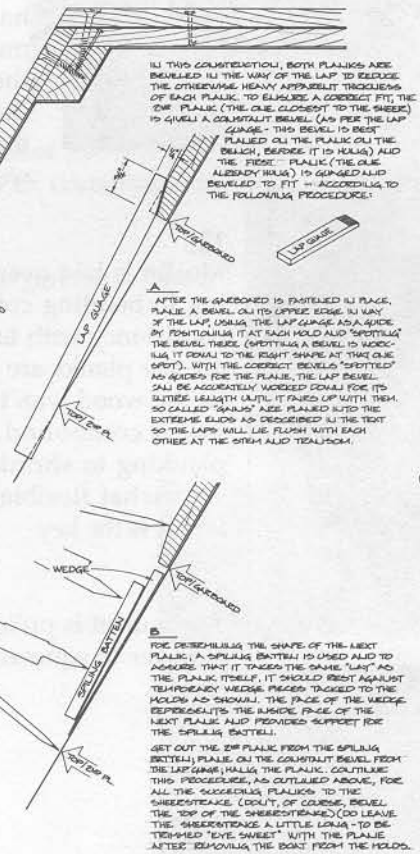 IN THIS CONSTRUCTION, BOTH PLANKS ARE
BEVELLED IN THE WAY OF THE LAP TO REDUCE
THE OTHERWISE HEAVY APPARENT THICKNESS
OF EACH PLANK. TO ENSURE A CORRECT FIT, THE
2ND PLANK (THE ONE CLOSEST TO THE SHEER)
IS GIVEN A CONSTANT BEVEL (AS PER THE LAP
GUAGE - THIS BEVEL IS BEST
PLANED ON THE PLANK ON THE
BENCH, BEFORE IT IS HUNG) AND
THE FIRST PLANK (THE ONE
ALREADY HUNG) IS GUAGED AND
BEVELED TO FIT - ACCORDING TO
THE FOLLOWING PROCEDURE:
TOP/GARBOARD
LAP GUAGE
LAP GUAGE
TOP/2ND PL
A
AFTER THE GARBOARD IS FASTENED IN PLACE,
PLANE A BEVEL ON ITS UPPER EDGE IN WAY
OF THE LAP, USING THE LAP GUAGE AS A GUIDE
BY POSITIONING IT AT EACH MOLD AND "SPOTTING"
THE BEVEL THERE (SPOTTING A BEVEL IS WORK-
ING IT DOWN TO THE RIGHT SHAPE AT THAT ONE
SPOT). WITH THE CORRECT BEVELS "SPOTTED"
AS GUIDES FOR THE PLANE, THE LAP BEVEL
CAN BE ACCURATELY WORKED DOWN FOR ITS
ENTIRE LENGTH UNTIL IT FAIRS UP WITH THEM.
SO CALLED "GAINS" ARE PLANED INTO THE
EXTREME ENDS AS DESCRIBED IN THE TEXT
SO THE LAPS WILL LIE FLUSH WITH EACH
OTHER AT THE STEM AND TRANSOM.
WEDGE
TOP/GARBOARD
SPILING BATTEN
TOP/2ND PL
B
FOR DETERMINING THE SHAPE OF THE NEXT
PLANK, A SPILING BATTEN IS USED AND TO
ASSURE THAT IT TAKES THE SAME "LAY" AS
THE PLANK ITSELF, IT SHOULD REST AGAINST
TEMPORARY WEDGE PIECES TACKED TO THE
MOLDS AS SHOWN. THE FACE OF THE WEDGE
REPRESENTS THE INSIDE FACE OF THE
NEXT PLANK AND PROVIDES SUPPORT FOR
THE SPILING BATTEN.
GET OUT THE 2ND PLANK FROM THE SPILING
BATTEN; PLANE ON THE CONSTANT BEVEL FROM
THE LAP GUAGE; HANG THE PLANK. CONTINUE
THIS PROCEDURE, AS OUTLINED ABOVE, FOR
ALL THE SUCCEDING PLANKS TO THE
SHEERSTRAKE (DON'T, OF COURSE, BEVEL
THE TOP OF THE SHEERSTRAKE) (DO LEAVE
THE SHEERSTRAKE A LITTLE LONG - TO BE
TRIMMED "EYE SWEET" WITH THE PLANE
AFTER REMOVING THE BOAT FROM THE MOLDS.